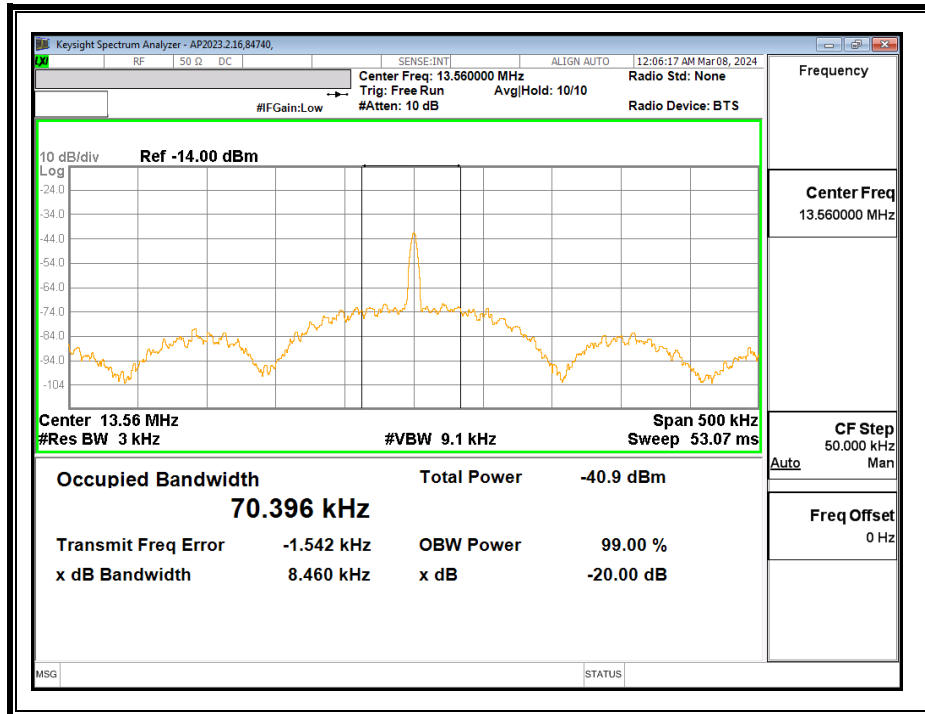 Keysight Spectrum Analyzer - AP2023.2.16,84740,
LXI RF 50 Ω DC SENSE:INT ALIGN AUTO 12:06:17 AM Mar 08, 2024
Center Freq: 13.560000 MHz Radio Std: None
Trig: Free Run Avg|Hold: 10/10
#IFGain:Low #Atten: 10 dB Radio Device: BTS
Frequency
10 dB/div Ref -14.00 dBm
Log
-24.0
-34.0
-44.0
-54.0
-64.0
-74.0
-84.0
-94.0
-104
Center 13.56 MHz Span 500 kHz
#Res BW 3 kHz #VBW 9.1 kHz Sweep 53.07 ms
Occupied Bandwidth Total Power -40.9 dBm
70.396 kHz
Transmit Freq Error -1.542 kHz OBW Power 99.00 %
x dB Bandwidth 8.460 kHz x dB -20.00 dB
Center Freq
13.560000 MHz
CF Step
50.000 kHz
Auto Man
Freq Offset
0 Hz
MSG STATUS